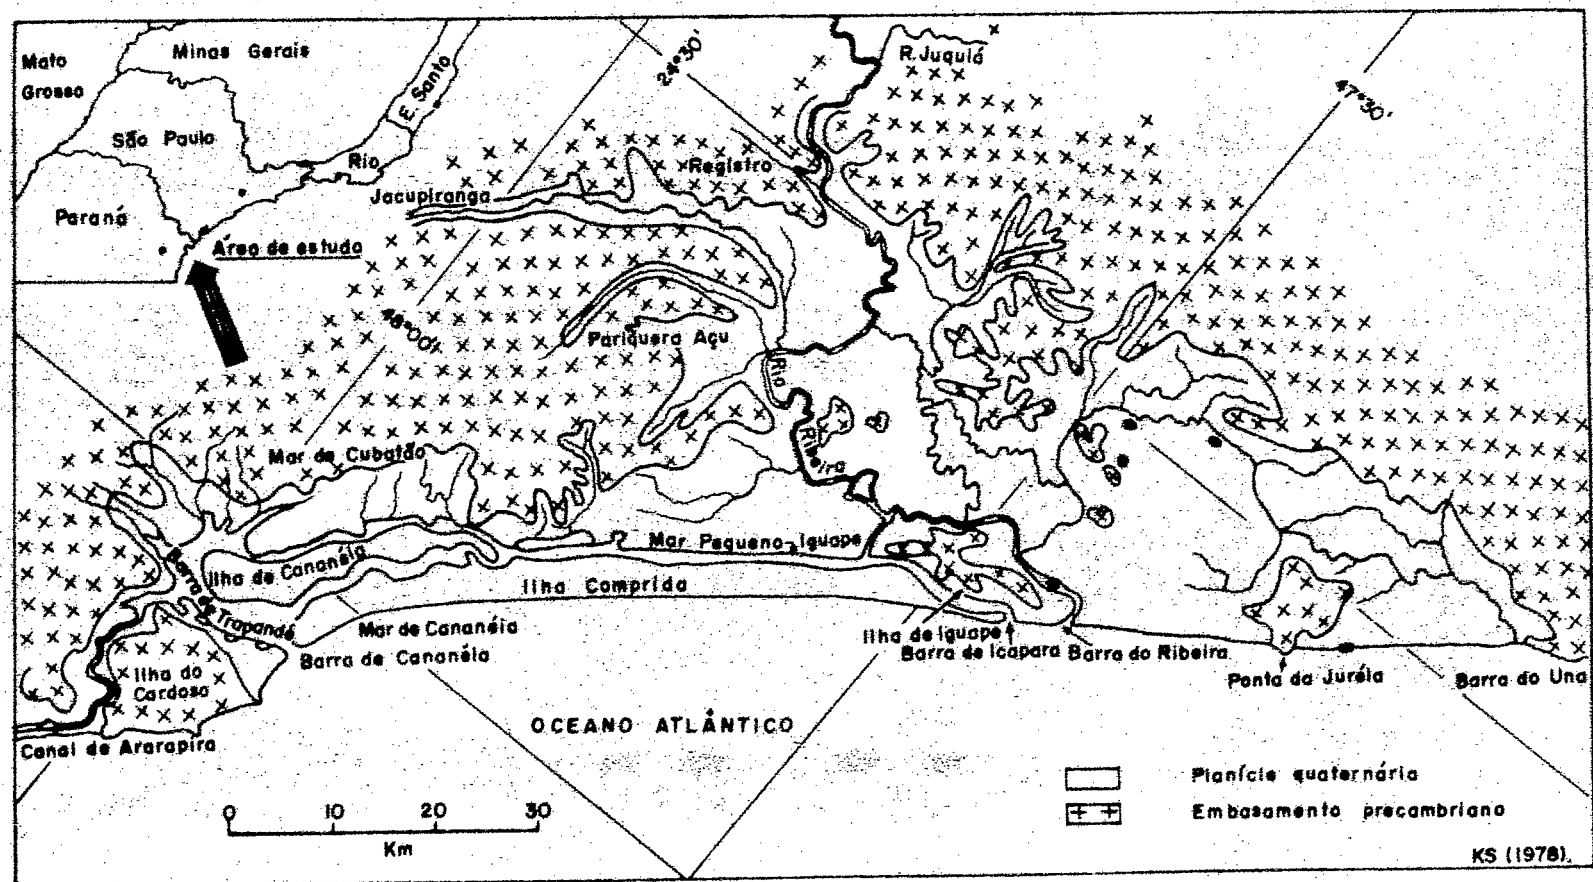 Mato
Grosso
Minas Gerais
E. Santo
São Paulo
Rio
Paraná
Área de estudo
24°30'
R. Juquiá
47°30'
Registro
Jacupiranga
48°00'
Pariquera Açu
Rio
Ribeira
Mar de Cubatão
Mar Pequeno-Iguape
Ilha de Cananéia
Ilha Comprida
Barra de Trapandé
Mar de Cananéia
Barra de Cananéia
Ilha do
Cardoso
Canal de Ararapira
Ilha de Iguape
Barra de Icapara
Barra do Ribeira
Ponta da Juréia
Barra do Una
OCEANO ATLÂNTICO
0 10 20 30
Km
Planície quaternária
Embasamento precambriano
KS (1978).